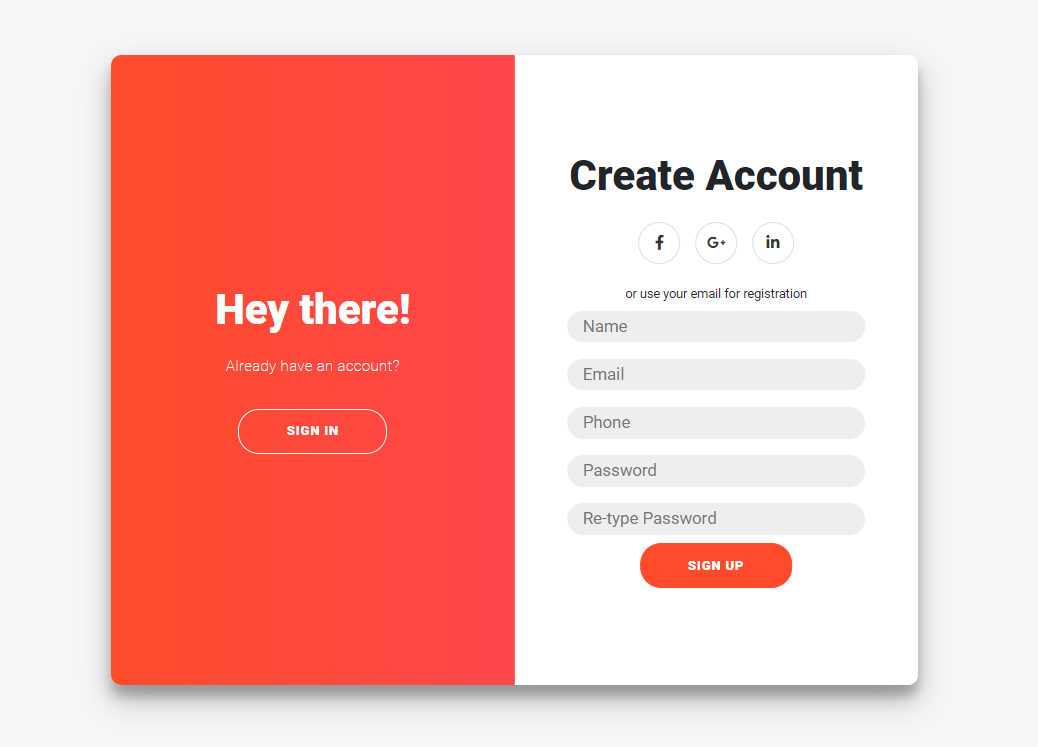 Hey there!
Already have an account?
SIGN IN
Create Account
f
G+
in
or use your email for registration
Name
Email
Phone
Password
Re-type Password
SIGN UP